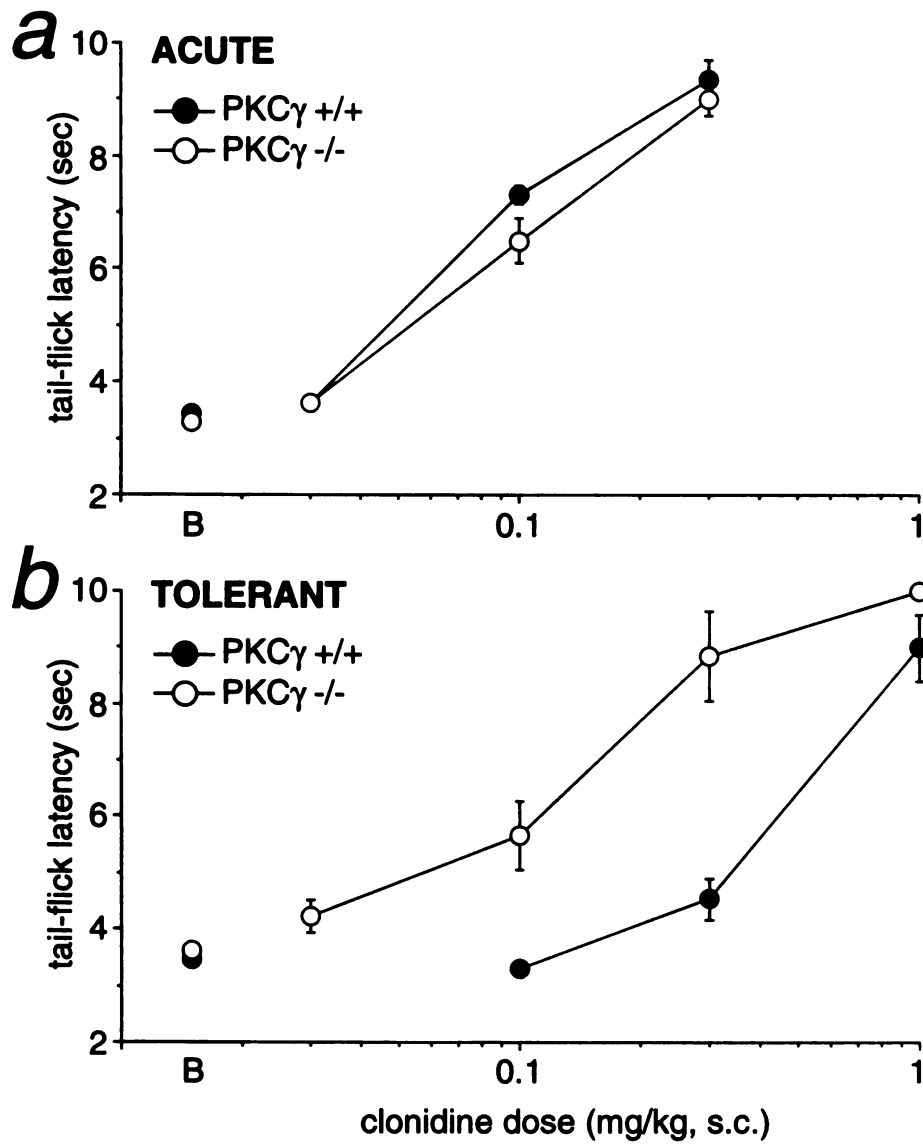 a
ACUTE
PKCγ +/+
PKCγ -/-
tail-flick latency (sec)
10
8
6
4
2
B
0.1
1
b
TOLERANT
PKCγ +/+
PKCγ -/-
tail-flick latency (sec)
10
8
6
4
2
B
0.1
1
clonidine dose (mg/kg, s.c.)